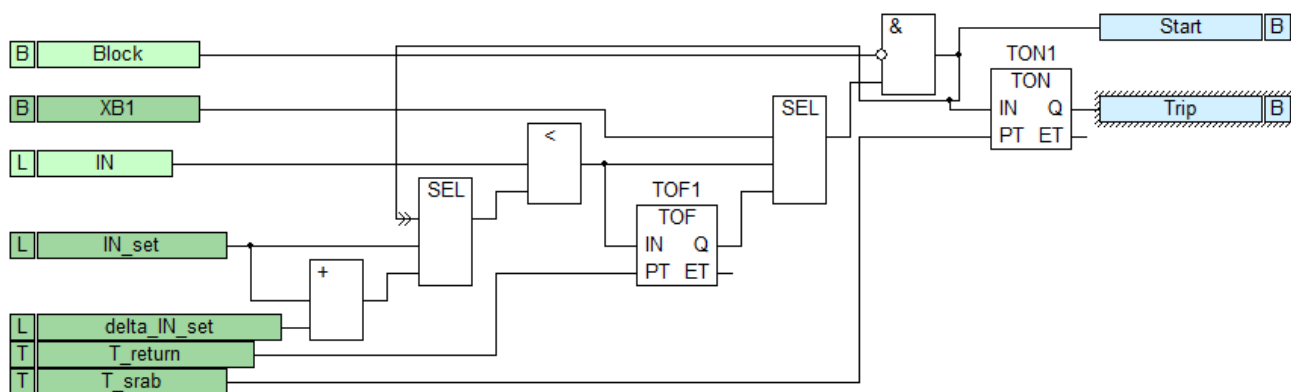 & Start B
B Block TON1
TON
B XB1 SEL IN Q Trip B
< PT ET
L IN
SEL TOF1
TOF
L IN_set IN Q
+ PT ET
L delta_IN_set
T T_return
T T_srab